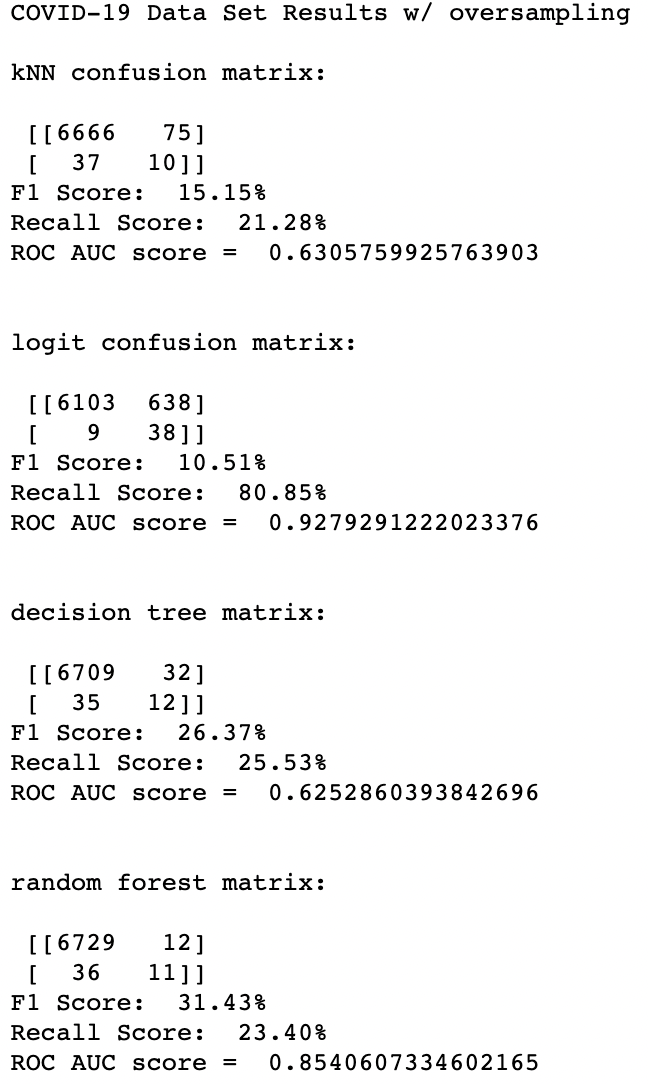 COVID-19 Data Set Results w/ oversampling
kNN confusion matrix:
[[6666   75]
[  37   10]]
F1 Score:  15.15%
Recall Score:  21.28%
ROC AUC score =  0.6305759925763903
logit confusion matrix:
[[6103  638]
[   9   38]]
F1 Score:  10.51%
Recall Score:  80.85%
ROC AUC score =  0.9279291222023376
decision tree matrix:
[[6709   32]
[  35   12]]
F1 Score:  26.37%
Recall Score:  25.53%
ROC AUC score =  0.6252860393842696
random forest matrix:
[[6729   12]
[  36   11]]
F1 Score:  31.43%
Recall Score:  23.40%
ROC AUC score =  0.8540607334602165